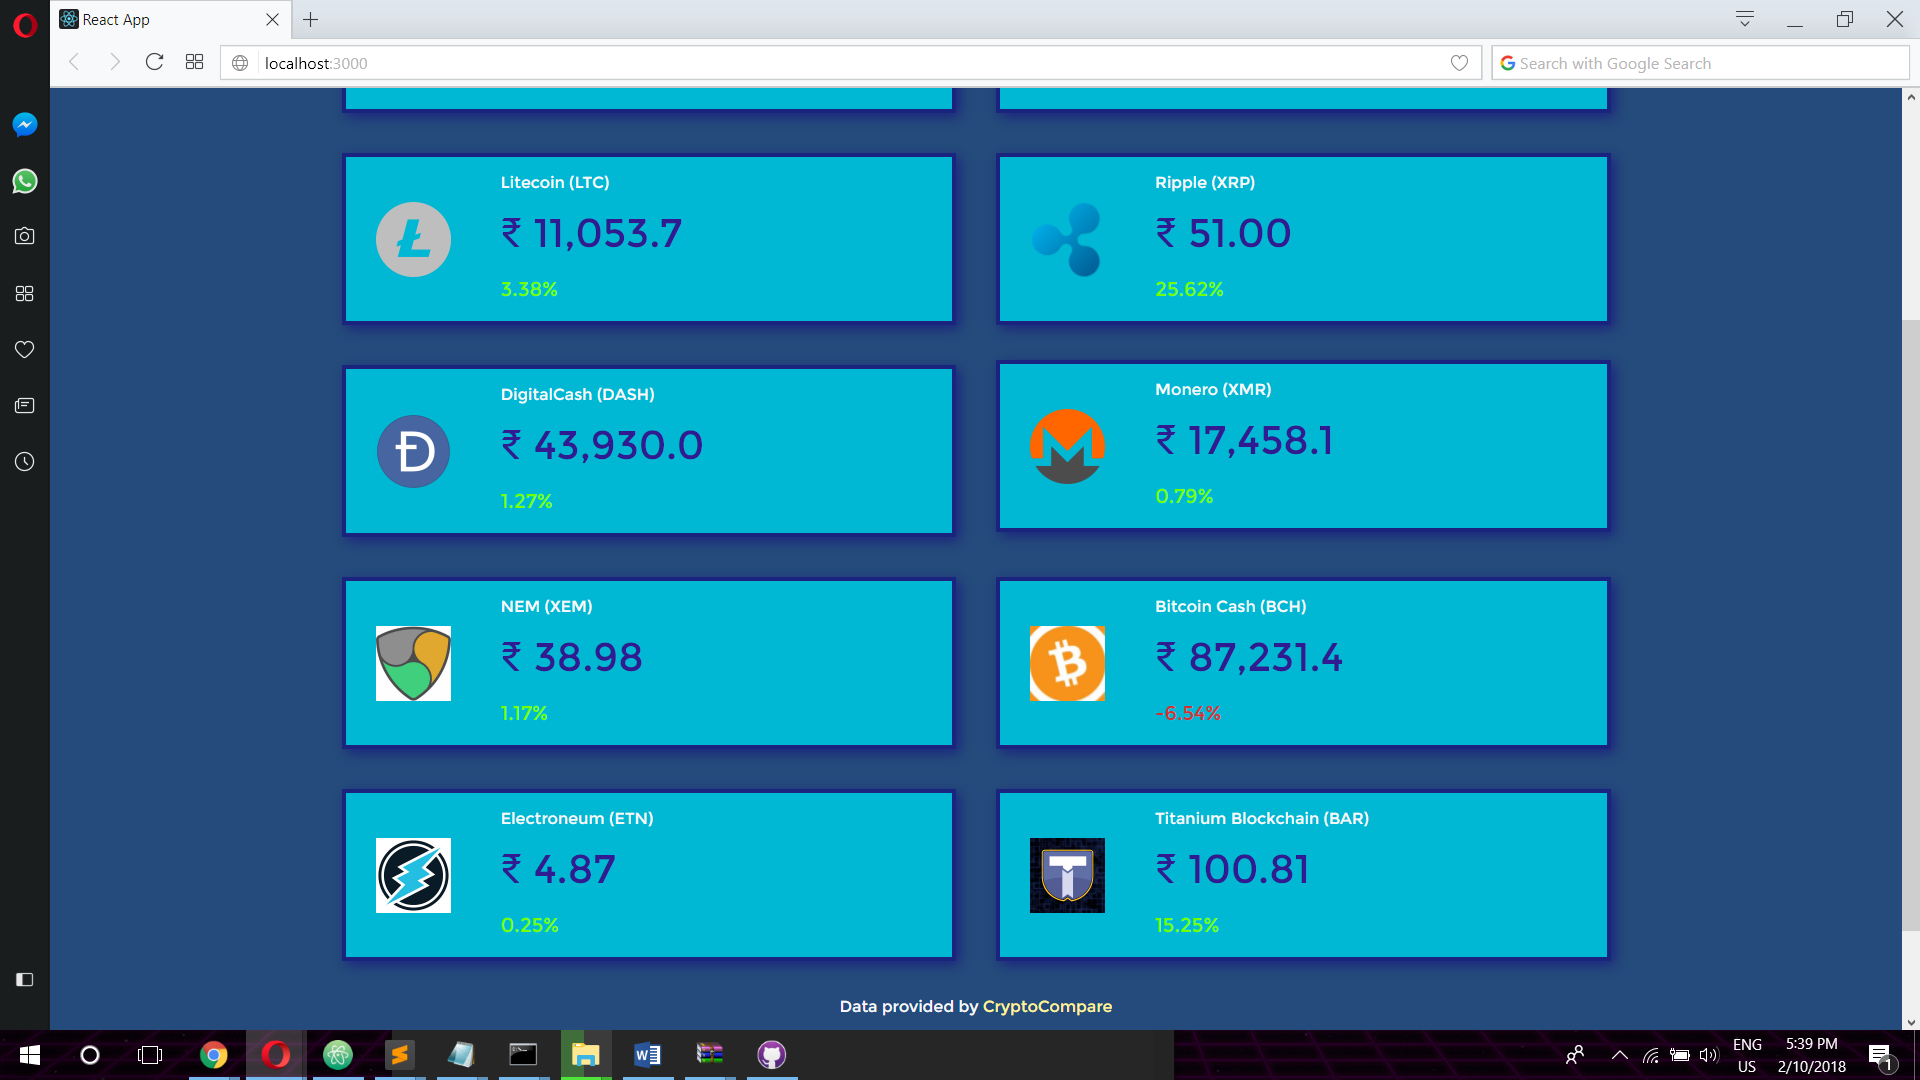 React App
localhost:3000
Search with Google Search
Litecoin (LTC)
₹ 11,053.7
3.38%
Ripple (XRP)
₹ 51.00
25.62%
DigitalCash (DASH)
₹ 43,930.0
1.27%
Monero (XMR)
₹ 17,458.1
0.79%
NEM (XEM)
₹ 38.98
1.17%
Bitcoin Cash (BCH)
₹ 87,231.4
-6.54%
Electroneum (ETN)
₹ 4.87
0.25%
Titanium Blockchain (BAR)
₹ 100.81
15.25%
Data provided by CryptoCompare
ENG
US
5:39 PM
2/10/2018
1